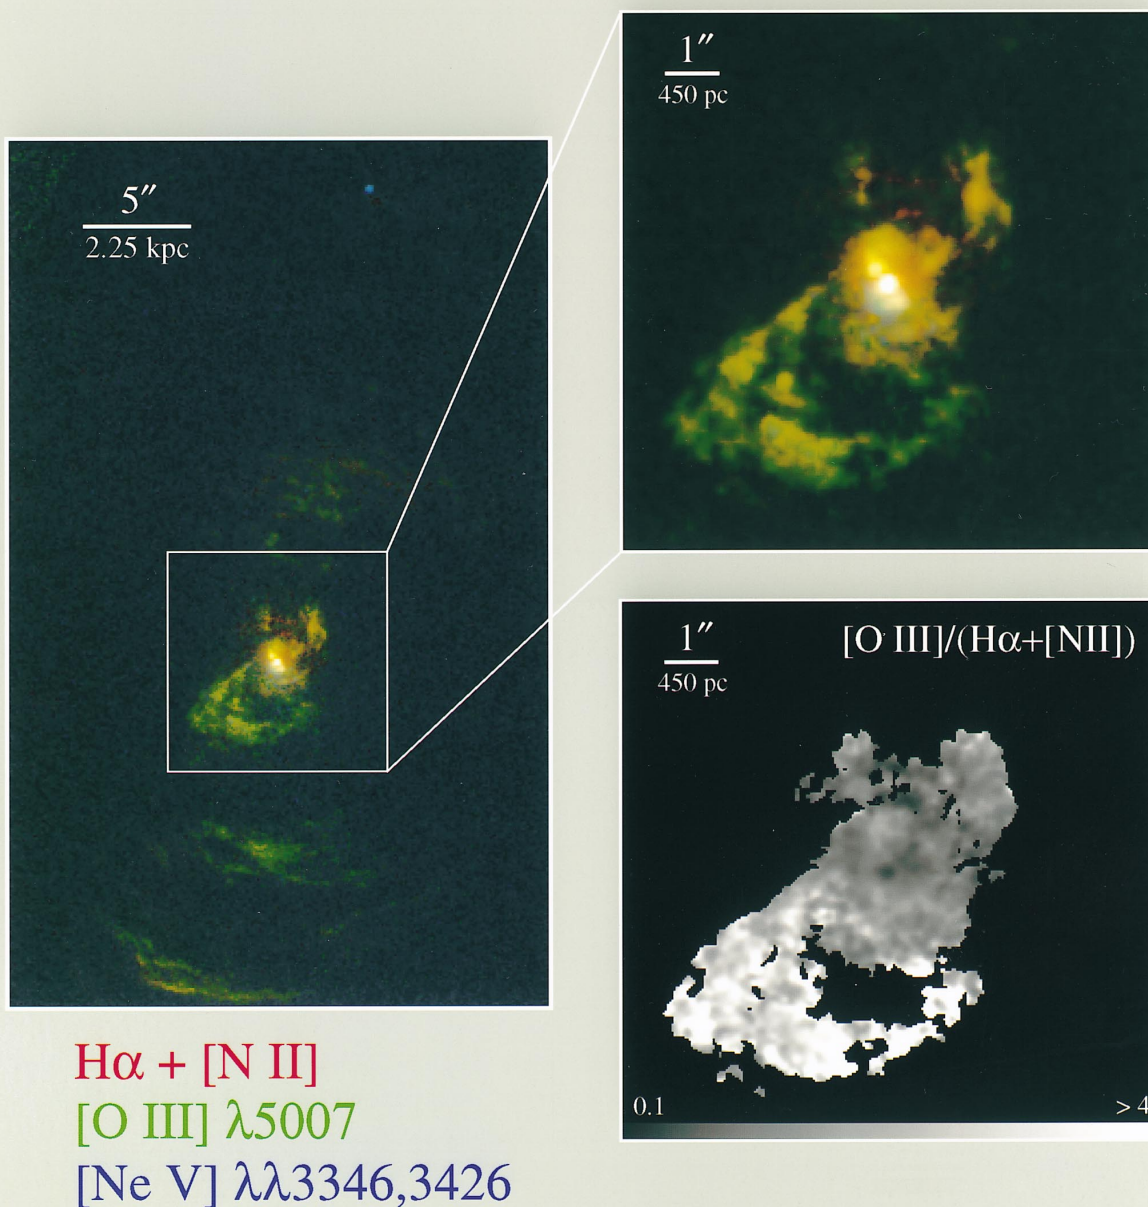 5″
2.25 kpc
1″
450 pc
1″
450 pc
[O III]/(Hα+[NII])
0.1
> 4
Hα + [N II]
[O III] λ5007
[Ne V] λλ3346,3426